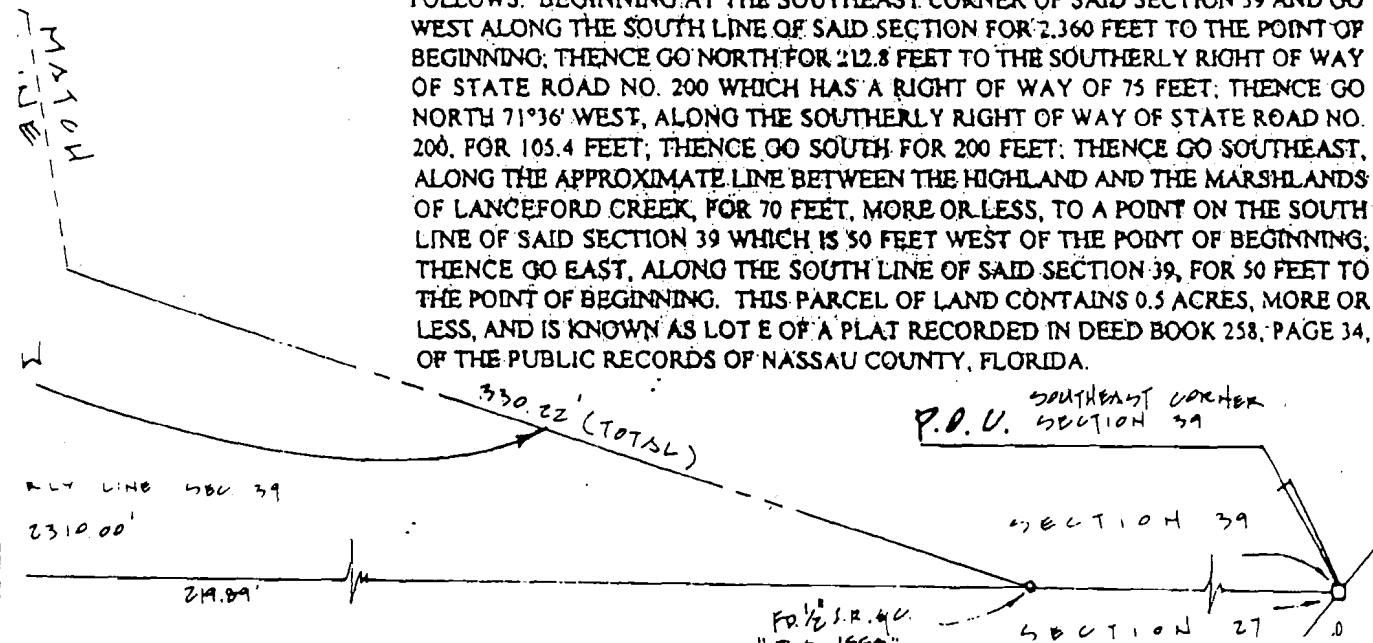 FOLLOWS: BEGINNING AT THE SOUTHEAST CORNER OF SAID SECTION 39 AND GO
WEST ALONG THE SOUTH LINE OF SAID SECTION FOR 2.360 FEET TO THE POINT OF
BEGINNING; THENCE GO NORTH FOR 212.8 FEET TO THE SOUTHERLY RIGHT OF WAY
OF STATE ROAD NO. 200 WHICH HAS A RIGHT OF WAY OF 75 FEET; THENCE GO
NORTH 71°36' WEST, ALONG THE SOUTHERLY RIGHT OF WAY OF STATE ROAD NO.
200, FOR 105.4 FEET; THENCE GO SOUTH FOR 200 FEET; THENCE GO SOUTHEAST,
ALONG THE APPROXIMATE LINE BETWEEN THE HIGHLAND AND THE MARSHLANDS
OF LANCEFORD CREEK, FOR 70 FEET, MORE OR LESS, TO A POINT ON THE SOUTH
LINE OF SAID SECTION 39 WHICH IS 50 FEET WEST OF THE POINT OF BEGINNING;
THENCE GO EAST, ALONG THE SOUTH LINE OF SAID SECTION 39, FOR 50 FEET TO
THE POINT OF BEGINNING. THIS PARCEL OF LAND CONTAINS 0.5 ACRES, MORE OR
LESS, AND IS KNOWN AS LOT E OF A PLAT RECORDED IN DEED BOOK 258, PAGE 34,
OF THE PUBLIC RECORDS OF NASSAU COUNTY, FLORIDA.
MATCH
330.22' (TOTAL)
SOUTHEAST CORNER
P.O.C. SECTION 39
RLY LINE SEC. 39
2310.00'
219.89'
SECTION 39
FD. 1/2"
SECTION 27